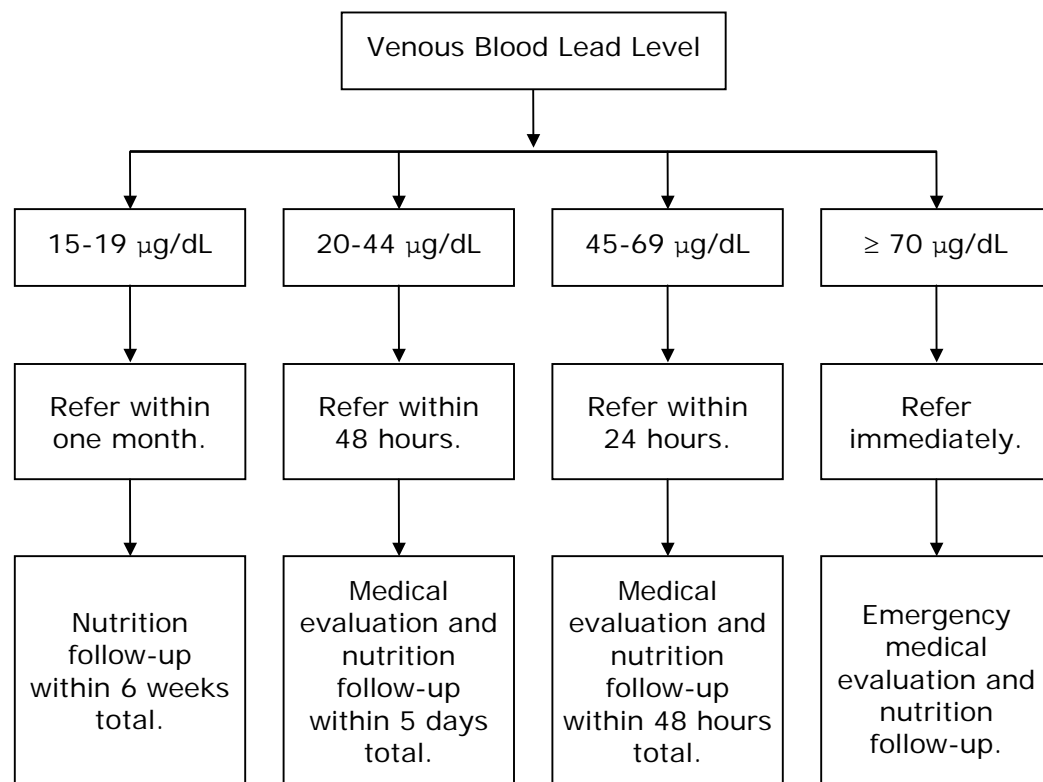 Venous Blood Lead Level
15-19 μg/dL
20-44 μg/dL
45-69 μg/dL
≥ 70 μg/dL
Refer within
one month.
Refer within
48 hours.
Refer within
24 hours.
Refer
immediately.
Nutrition
follow-up
within 6 weeks
total.
Medical
evaluation and
nutrition
follow-up
within 5 days
total.
Medical
evaluation and
nutrition
follow-up
within 48 hours
total.
Emergency
medical
evaluation and
nutrition
follow-up.